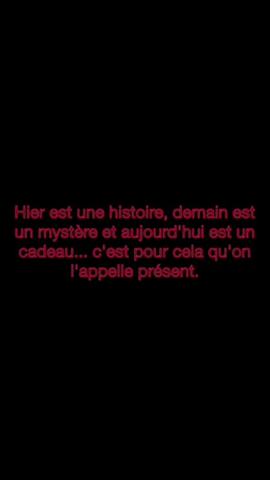 Hier est une histoire, demain est
un mystère et aujourd'hui est un
cadeau... c'est pour cela qu'on
l'appelle présent.